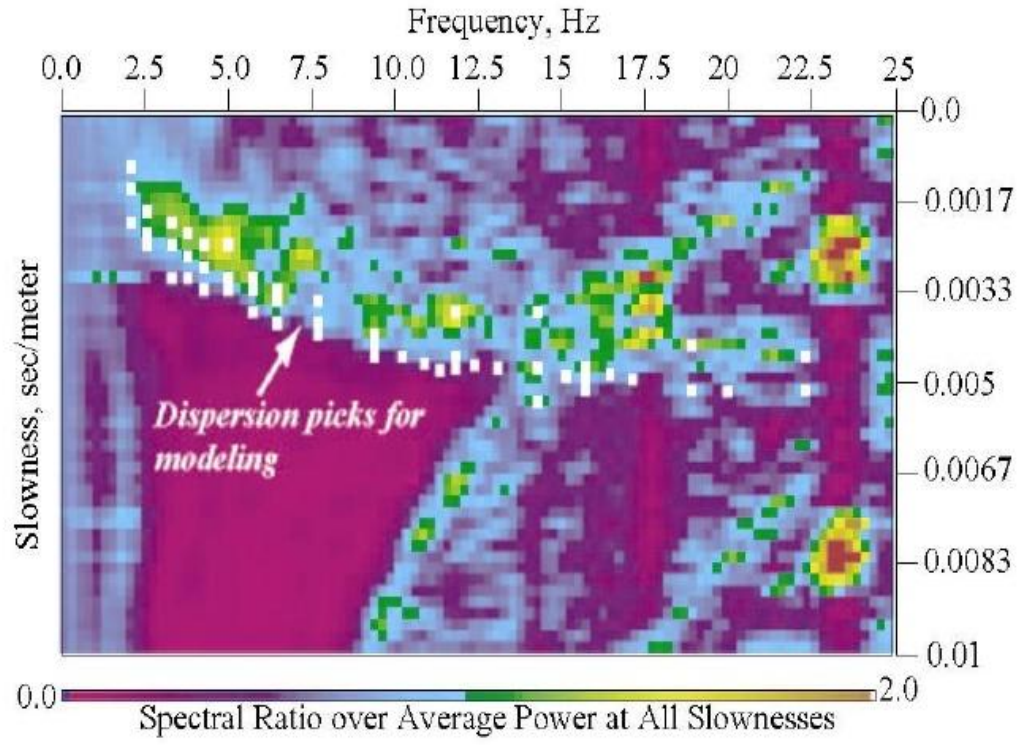 Frequency, Hz
0.0 2.5 5.0 7.5 10.0 12.5 15 17.5 20 22.5 25
0.0
0.0017
0.0033
0.005
0.0067
0.0083
0.01
Slowness, sec/meter
Dispersion picks for
modeling
0.0 2.0
Spectral Ratio over Average Power at All Slownesses